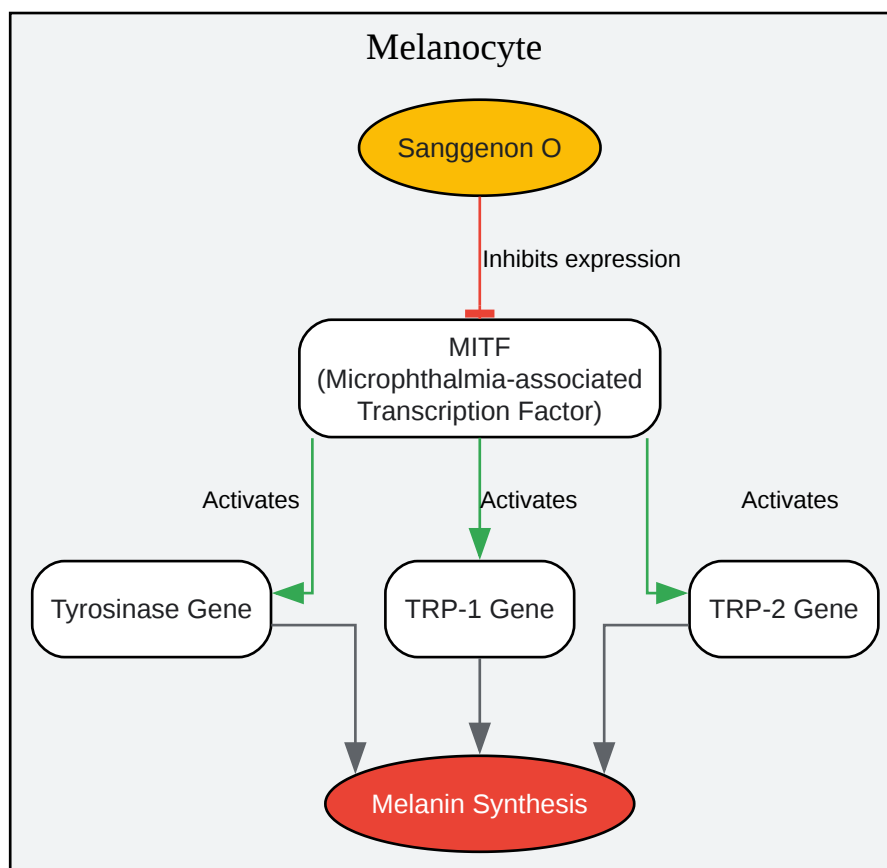 Melanocyte
Sanggenon O
Inhibits expression
MITF
(Microphthalmia-associated
Transcription Factor)
Activates
Activates
Activates
Tyrosinase Gene
TRP-1 Gene
TRP-2 Gene
Melanin Synthesis